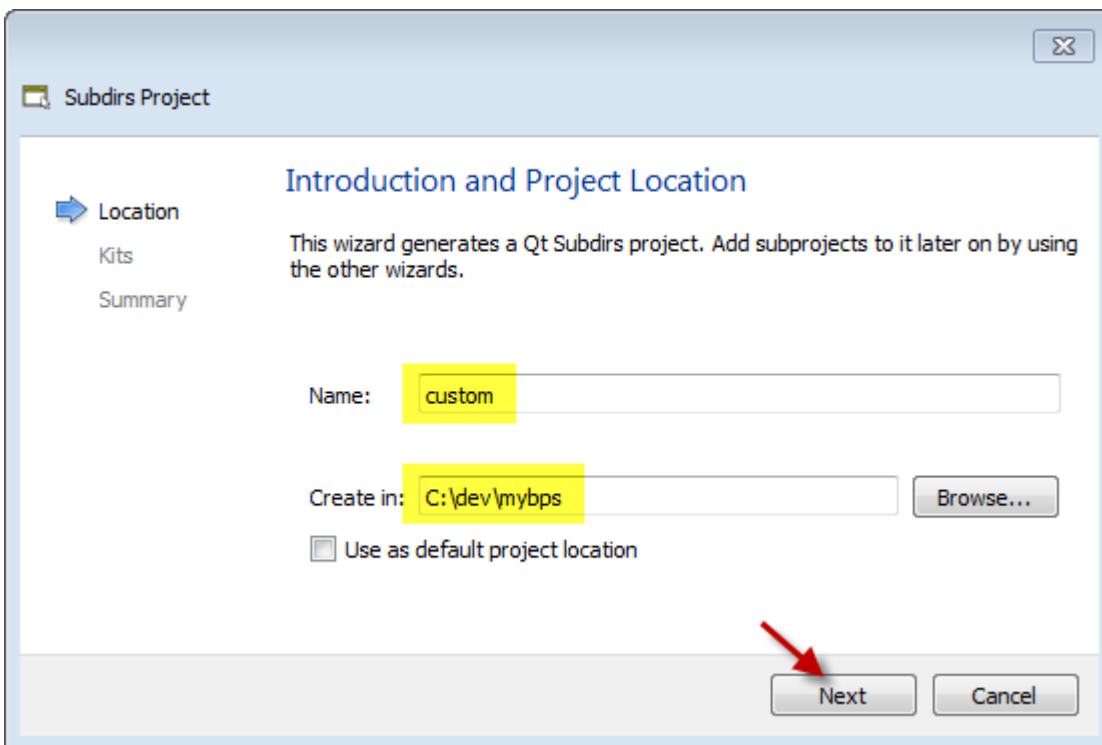 Subdirs Project
Location
Kits
Summary
Introduction and Project Location
This wizard generates a Qt Subdirs project. Add subprojects to it later on by using
the other wizards.
Name: custom
Create in: C:\dev\mybps Browse...
Use as default project location
Next Cancel